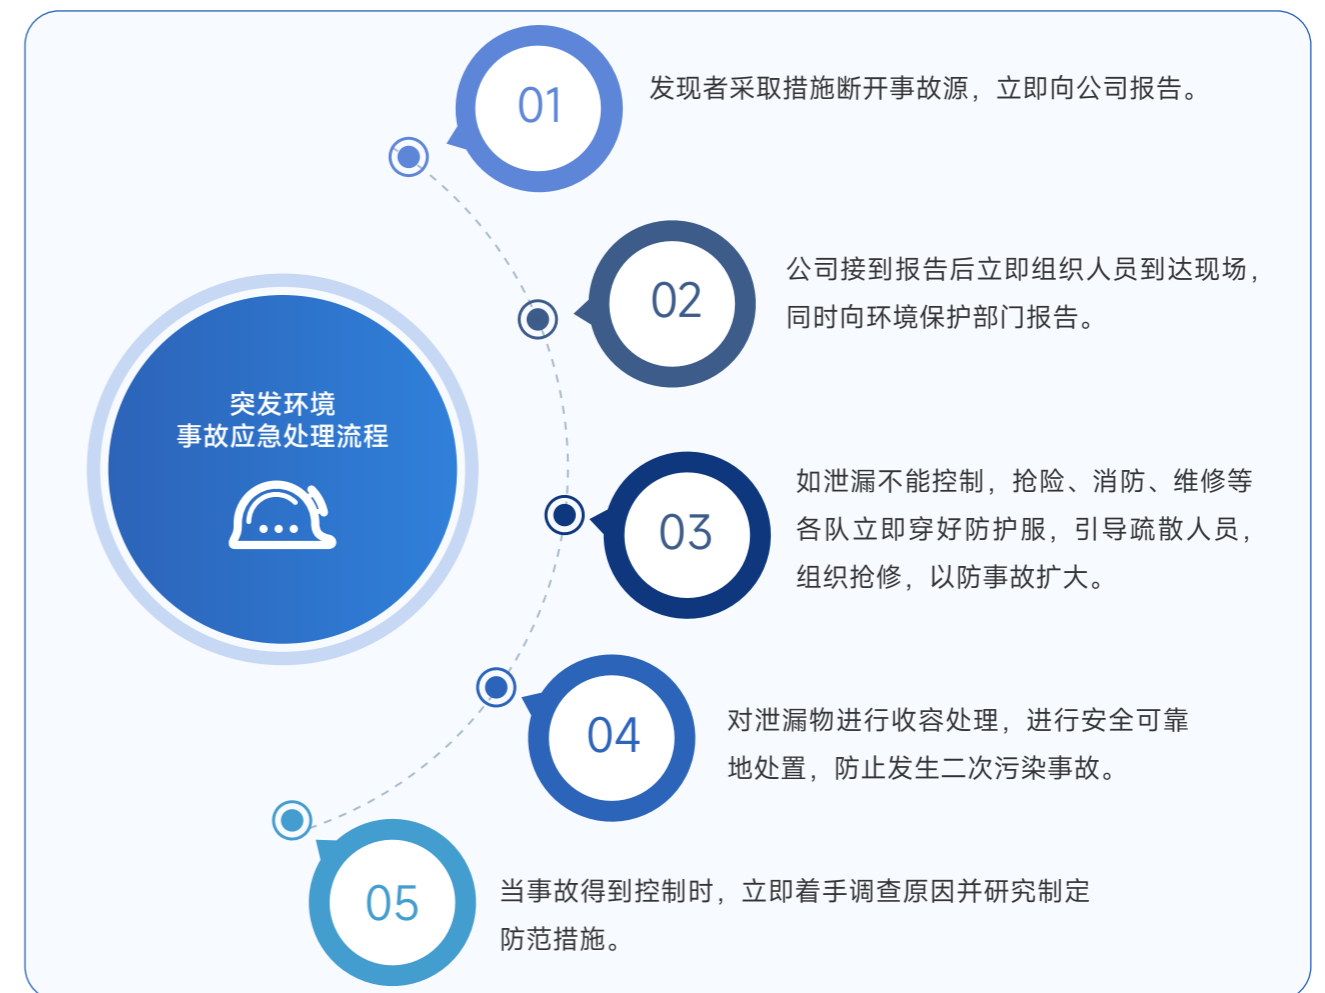 突发环境
事故应急处理流程
01
发现者采取措施断开事故源，立即向公司报告。
02
公司接到报告后立即组织人员到达现场，
同时向环境保护部门报告。
03
如泄漏不能控制，抢险、消防、维修等
各队立即穿好防护服，引导疏散人员，
组织抢修，以防事故扩大。
04
对泄漏物进行收容处理，进行安全可靠
地处置，防止发生二次污染事故。
05
当事故得到控制时，立即着手调查原因并研究制定
防范措施。